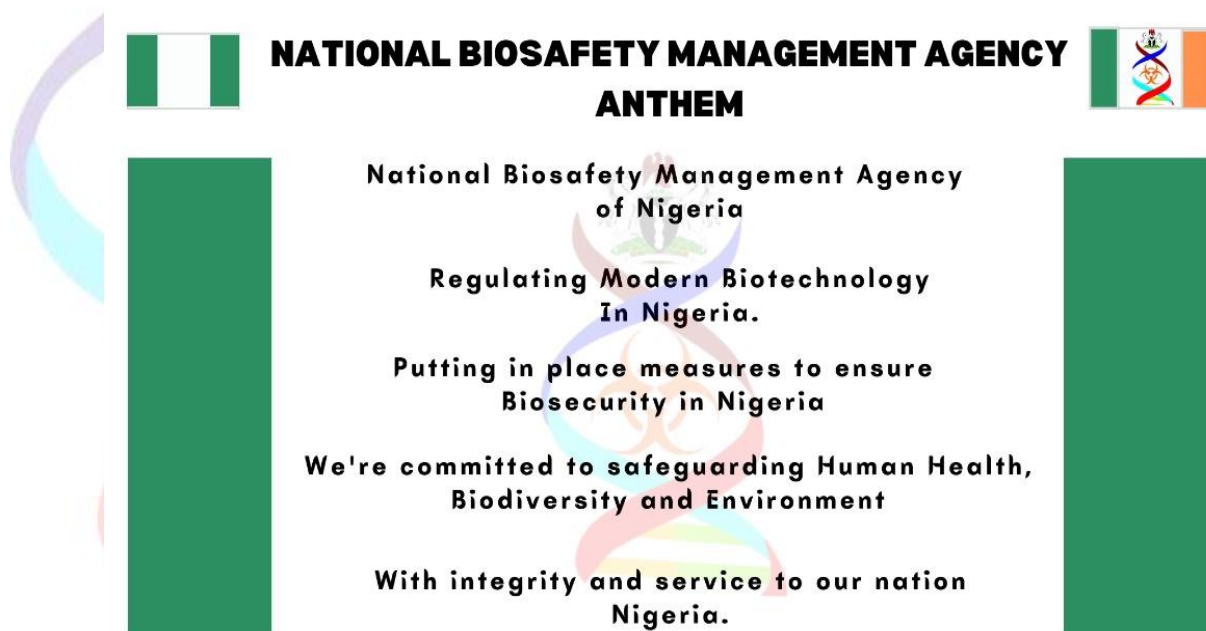 NATIONAL BIOSAFETY MANAGEMENT AGENCY
ANTHEM
National Biosafety Management Agency
of Nigeria
Regulating Modern Biotechnology
In Nigeria.
Putting in place measures to ensure
Biosecurity in Nigeria
We're committed to safeguarding Human Health,
Biodiversity and Environment
With integrity and service to our nation
Nigeria.